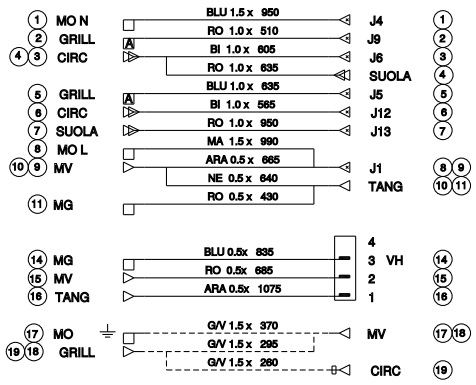 1 MO N BLU 1.5 x 950 J4 1
2 GRILL A RO 1.0 x 510 J9 2
4 3 CIRC BI 1.0 x 605 J6 3
RO 1.0 x 635 SUOLA 4
5 GRILL A BLU 1.0 x 635 J5 5
6 CIRC BI 1.0 x 565 J12 6
7 SUOLA RO 1.0 x 950 J13 7
8 MO L MA 1.5 x 990
10 9 MV ARA 0.5 x 665 J1 8 9
NE 0.5 x 640 TANG 10 11
11 MG RO 0.5 x 430
4
14 MG BLU 0.5x 835 3 VH 14
15 MV RO 0.5x 685 2 15
16 TANG ARA 0.5x 1075 1 16
17 MO G/V 1.5 x 370 MV 17 18
19 18 GRILL G/V 1.5 x 295
G/V 1.5 x 260 CIRC 19